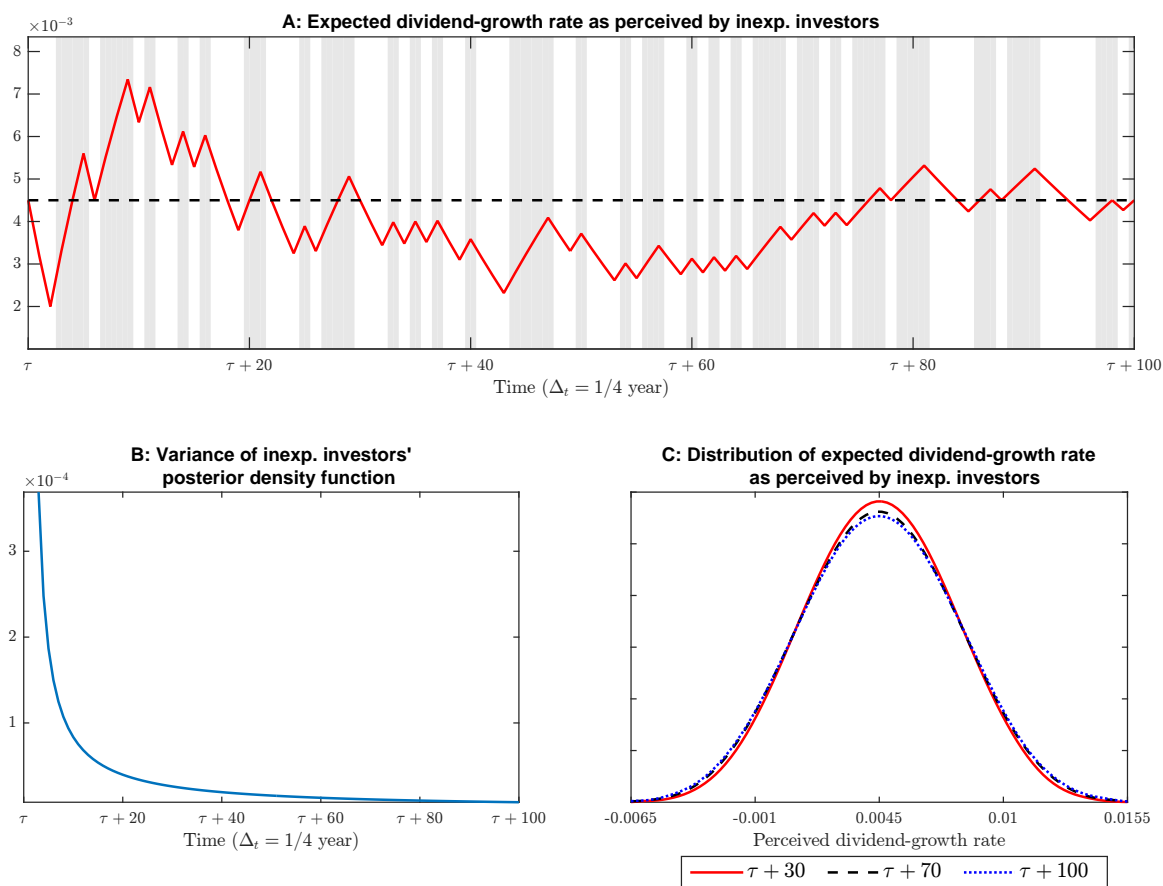 A: Expected dividend-growth rate as perceived by inexp. investors
×10⁻³
8
7
6
5
4
3
2
τ
τ + 20
τ + 40
τ + 60
τ + 80
τ + 100
Time (Δt = 1/4 year)
B: Variance of inexp. investors'
posterior density function
×10⁻⁴
3
2
1
τ
τ + 20
τ + 40
τ + 60
τ + 80
τ + 100
Time (Δt = 1/4 year)
C: Distribution of expected dividend-growth rate
as perceived by inexp. investors
-0.0065
-0.001
0.0045
0.01
0.0155
Perceived dividend-growth rate
τ + 30
τ + 70
τ + 100